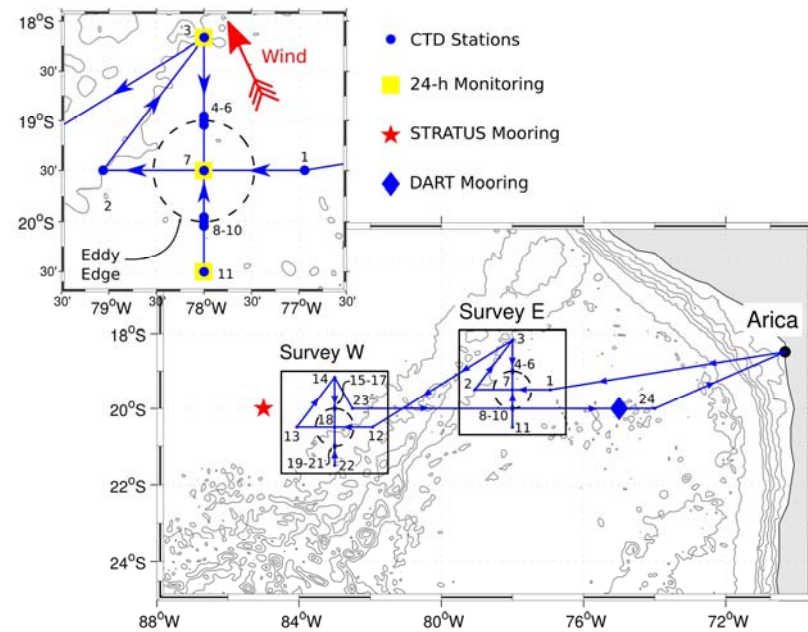 18°S
30'
19°S
30'
20°S
30'
30'
79°W
30'
78°W
30'
77°W
30'
3
Wind
4-6
7
1
2
8-10
11
Eddy
Edge
CTD Stations
24-h Monitoring
STRATUS Mooring
DART Mooring
Survey W
Survey E
Arica
18°S
20°S
22°S
24°S
88°W
84°W
80°W
76°W
72°W
14
15-17
23
18
13
12
19-21
22
3
4-6
2
7
1
8-10
11
24